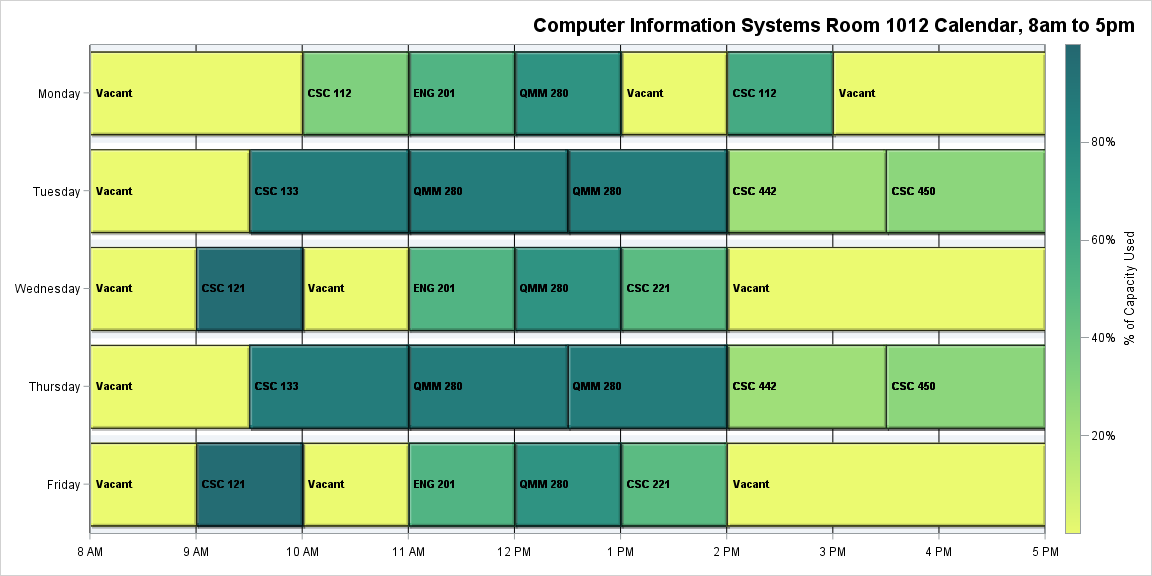 Computer Information Systems Room 1012 Calendar, 8am to 5pm
Monday
Vacant
CSC 112
ENG 201
QMM 280
Vacant
CSC 112
Vacant
Tuesday
Vacant
CSC 133
QMM 280
QMM 280
CSC 442
CSC 450
Wednesday
Vacant
CSC 121
Vacant
ENG 201
QMM 280
CSC 221
Vacant
Thursday
Vacant
CSC 133
QMM 280
QMM 280
CSC 442
CSC 450
Friday
Vacant
CSC 121
Vacant
ENG 201
QMM 280
CSC 221
Vacant
8 AM
9 AM
10 AM
11 AM
12 PM
1 PM
2 PM
3 PM
4 PM
5 PM
80%
60%
40%
20%
% of Capacity Used